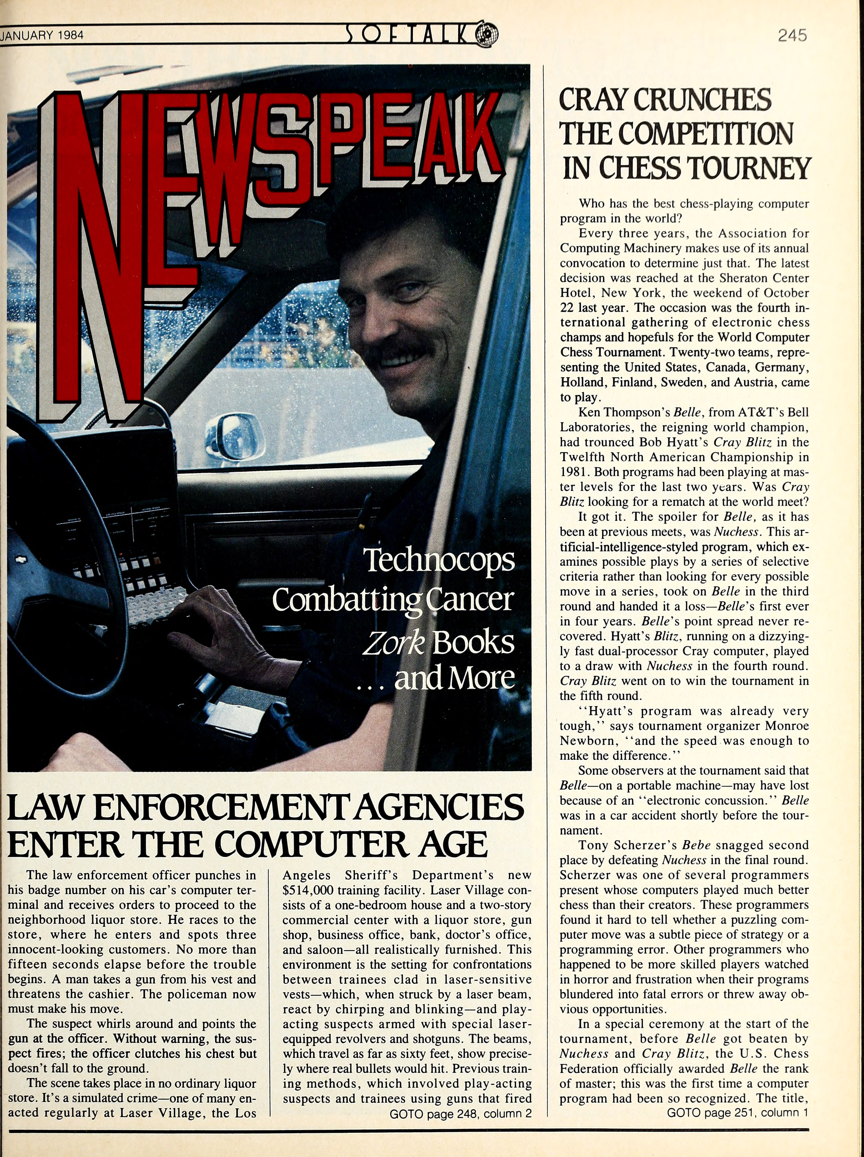 JANUARY 1984
SOFTALK
245
NEWSPEAK
Technocops
Combatting Cancer
Zork Books
... and More
LAW ENFORCEMENT AGENCIES
ENTER THE COMPUTER AGE
The law enforcement officer punches in
his badge number on his car's computer ter-
minal and receives orders to proceed to the
neighborhood liquor store. He races to the
store, where he enters and spots three
innocent-looking customers. No more than
fifteen seconds elapse before the trouble
begins. A man takes a gun from his vest and
threatens the cashier. The policeman now
must make his move.
The suspect whirls around and points the
gun at the officer. Without warning, the sus-
pect fires; the officer clutches his chest but
doesn't fall to the ground.
The scene takes place in no ordinary liquor
store. It's a simulated crime—one of many en-
acted regularly at Laser Village, the Los
Angeles Sheriff's Department's new
$514,000 training facility. Laser Village con-
sists of a one-bedroom house and a two-story
commercial center with a liquor store, gun
shop, business office, bank, doctor's office,
and saloon—all realistically furnished. This
environment is the setting for confrontations
between trainees clad in laser-sensitive
vests—which, when struck by a laser beam,
react by chirping and blinking—and play-
acting suspects armed with special laser-
equipped revolvers and shotguns. The beams,
which travel as far as sixty feet, show precise-
ly where real bullets would hit. Previous train-
ing methods, which involved play-acting
suspects and trainees using guns that fired
GOTO page 248, column 2
CRAY CRUNCHES
THE COMPETITION
IN CHESS TOURNEY
Who has the best chess-playing computer
program in the world?
Every three years, the Association for
Computing Machinery makes use of its annual
convocation to determine just that. The latest
decision was reached at the Sheraton Center
Hotel, New York, the weekend of October
22 last year. The occasion was the fourth in-
ternational gathering of electronic chess
champs and hopefuls for the World Computer
Chess Tournament. Twenty-two teams, repre-
senting the United States, Canada, Germany,
Holland, Finland, Sweden, and Austria, came
to play.
Ken Thompson's Belle, from AT&T's Bell
Laboratories, the reigning world champion,
had trounced Bob Hyatt's Cray Blitz in the
Twelfth North American Championship in
1981. Both programs had been playing at mas-
ter levels for the last two years. Was Cray
Blitz looking for a rematch at the world meet?
It got it. The spoiler for Belle, as it has
been at previous meets, was Nuchess. This ar-
tificial-intelligence-styled program, which ex-
amines possible plays by a series of selective
criteria rather than looking for every possible
move in a series, took on Belle in the third
round and handed it a loss—Belle's first ever
in four years. Belle's point spread never re-
covered. Hyatt's Blitz, running on a dizzying-
ly fast dual-processor Cray computer, played
to a draw with Nuchess in the fourth round.
Cray Blitz went on to win the tournament in
the fifth round.
"Hyatt's program was already very
tough," says tournament organizer Monroe
Newborn, "and the speed was enough to
make the difference."
Some observers at the tournament said that
Belle—on a portable machine—may have lost
because of an "electronic concussion." Belle
was in a car accident shortly before the tour-
nament.
Tony Scherzer's Bebe snagged second
place by defeating Nuchess in the final round.
Scherzer was one of several programmers
present whose computers played much better
chess than their creators. These programmers
found it hard to tell whether a puzzling com-
puter move was a subtle piece of strategy or a
programming error. Other programmers who
happened to be more skilled players watched
in horror and frustration when their programs
blundered into fatal errors or threw away ob-
vious opportunities.
In a special ceremony at the start of the
tournament, before Belle got beaten by
Nuchess and Cray Blitz, the U.S. Chess
Federation officially awarded Belle the rank
of master; this was the first time a computer
program had been so recognized. The title,
GOTO page 251, column 1